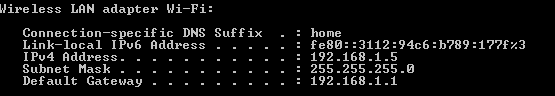 Wireless LAN adapter Wi-Fi:
Connection-specific DNS Suffix  . : home
Link-local IPv6 Address . . . . . : fe80::3112:94c6:b789:177f%3
IPv4 Address. . . . . . . . . . . : 192.168.1.5
Subnet Mask . . . . . . . . . . . : 255.255.255.0
Default Gateway . . . . . . . . . : 192.168.1.1